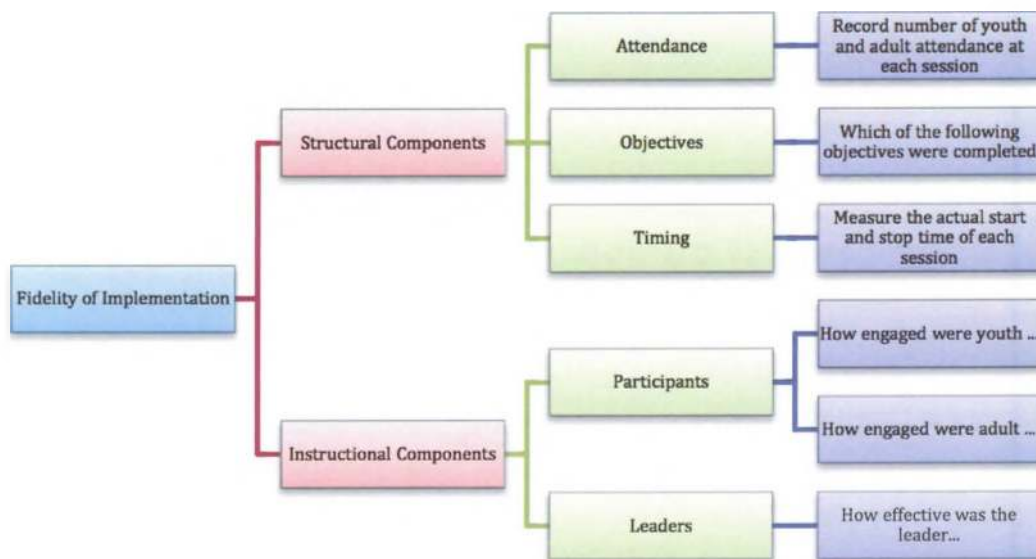 Fidelity of Implementation
Structural Components
Attendance
Record number of youth
and adult attendance at
each session
Objectives
Which of the following
objectives were completed
Timing
Measure the actual start
and stop time of each
session
Instructional Components
Participants
How engaged were youth ...
How engaged were adult ...
Leaders
How effective was the
leader...